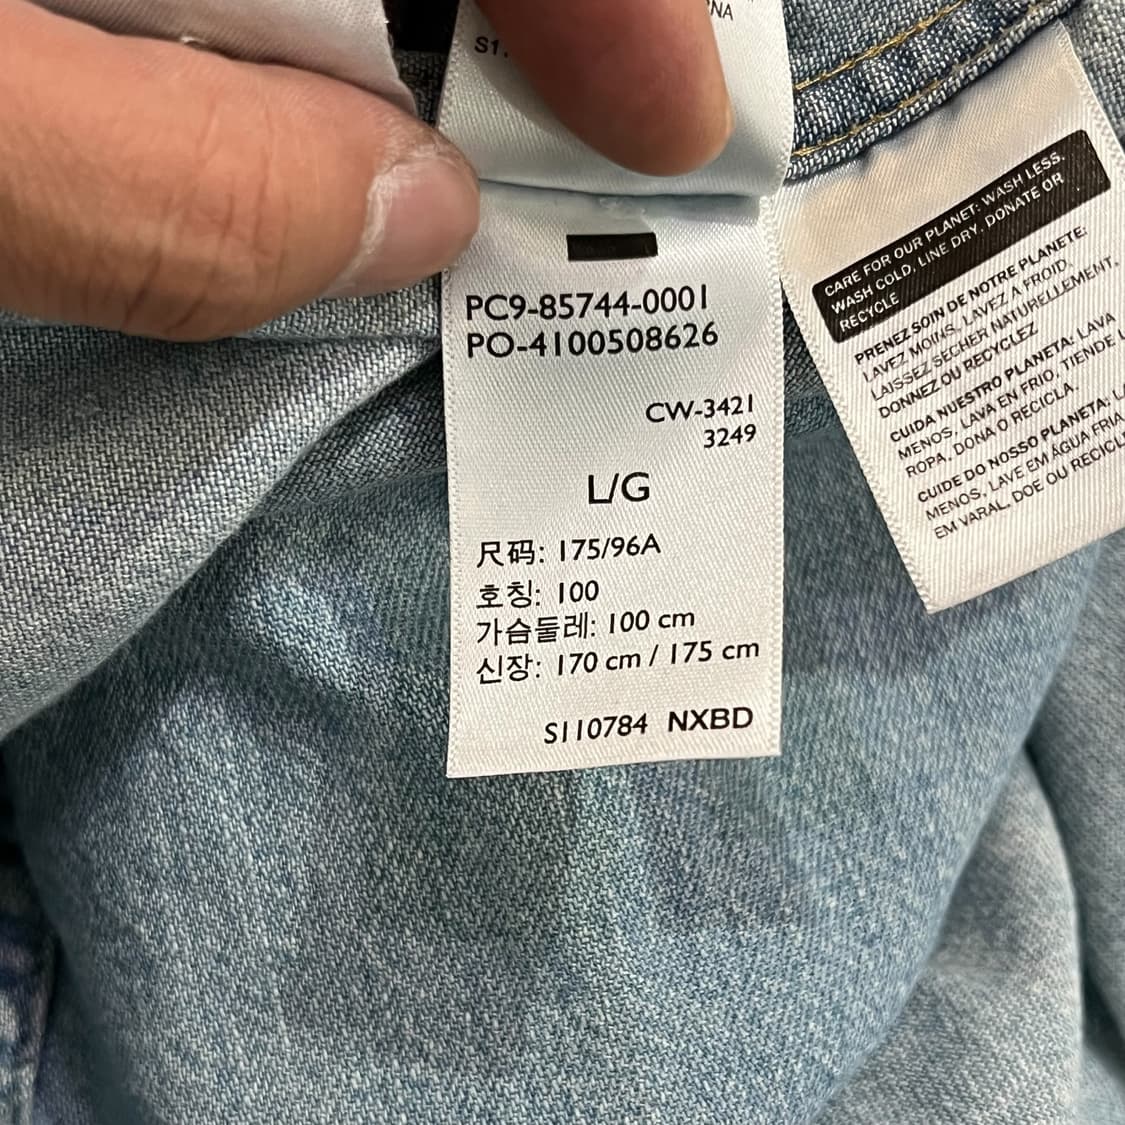 S1
PC9-85744-0001
PO-4100508626
CW-3421
3249
L/G
尺码: 175/96A
호칭: 100
가슴둘레: 100 cm
신장: 170 cm / 175 cm
S110784 NXBD
CARE FOR OUR PLANET: WASH LESS,
WASH COLD, LINE DRY, DONATE OR
RECYCLE
PRENEZ SOIN DE NOTRE PLANETE:
LAVEZ MOINS, LAVEZ A FROID,
LAISSEZ SECHER NATURELLEMENT,
DONNEZ OU RECYCLEZ
CUIDA NUESTRO PLANETA: LAVA
MENOS, LAVA EN FRIO, TIENDE
ROPA, DONA O RECICLA.
CUIDE DO NOSSO PLANETA:
MENOS, LAVE EM ÁGUA FRIA
EM VARAL, DOE OU